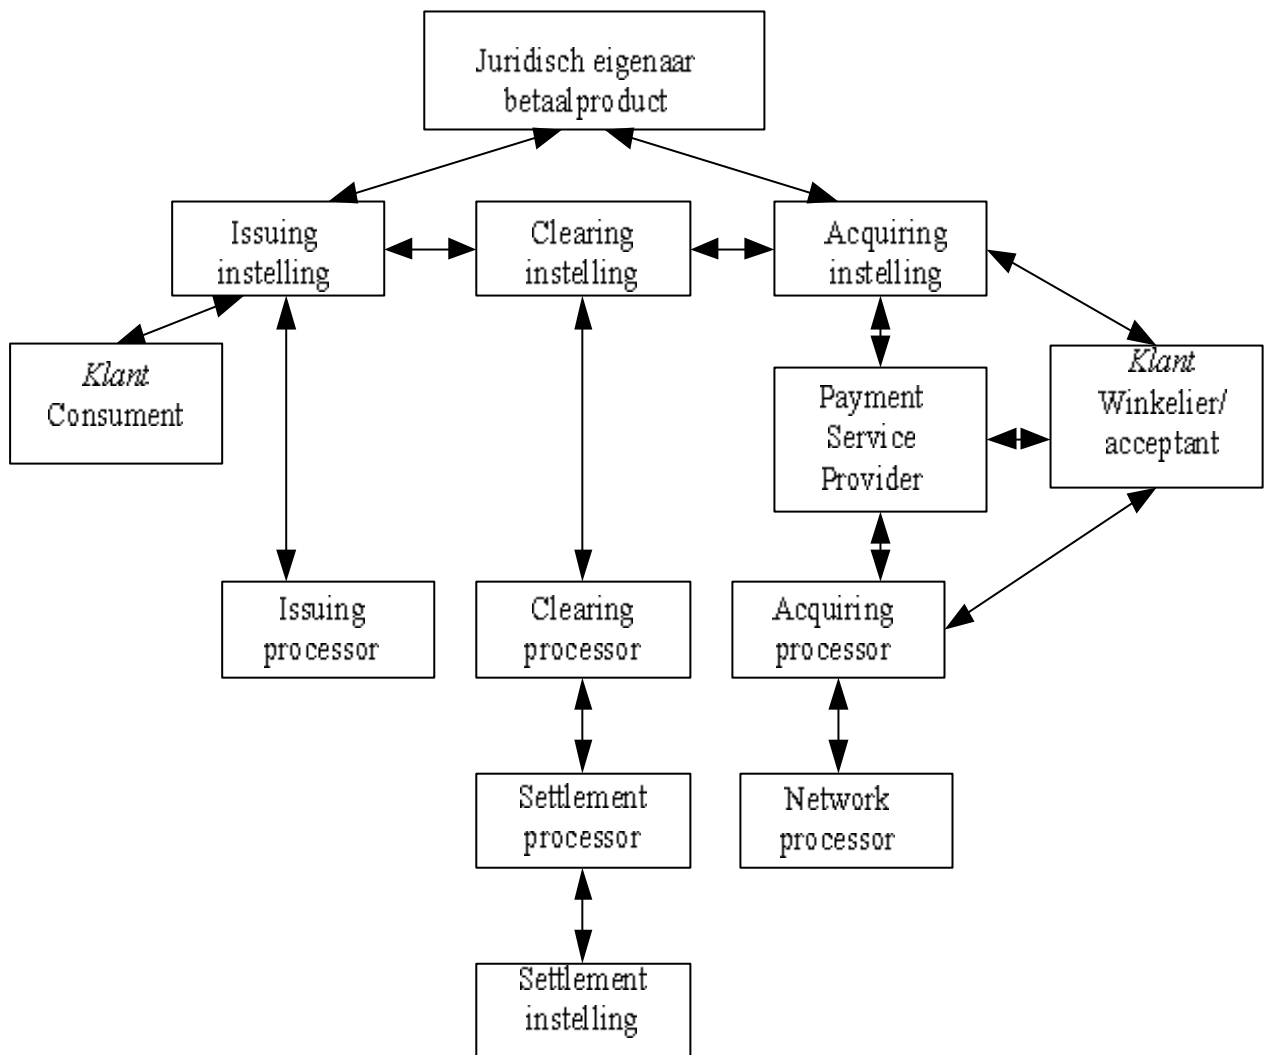 Juridisch eigenaar
betaalproduct
Issuing
instelling
Clearing
instelling
Acquiring
instelling
Klant
Consument
Payment
Service
Provider
Klant
Winkelier/
acceptant
Issuing
processor
Clearing
processor
Acquiring
processor
Settlement
processor
Network
processor
Settlement
instelling